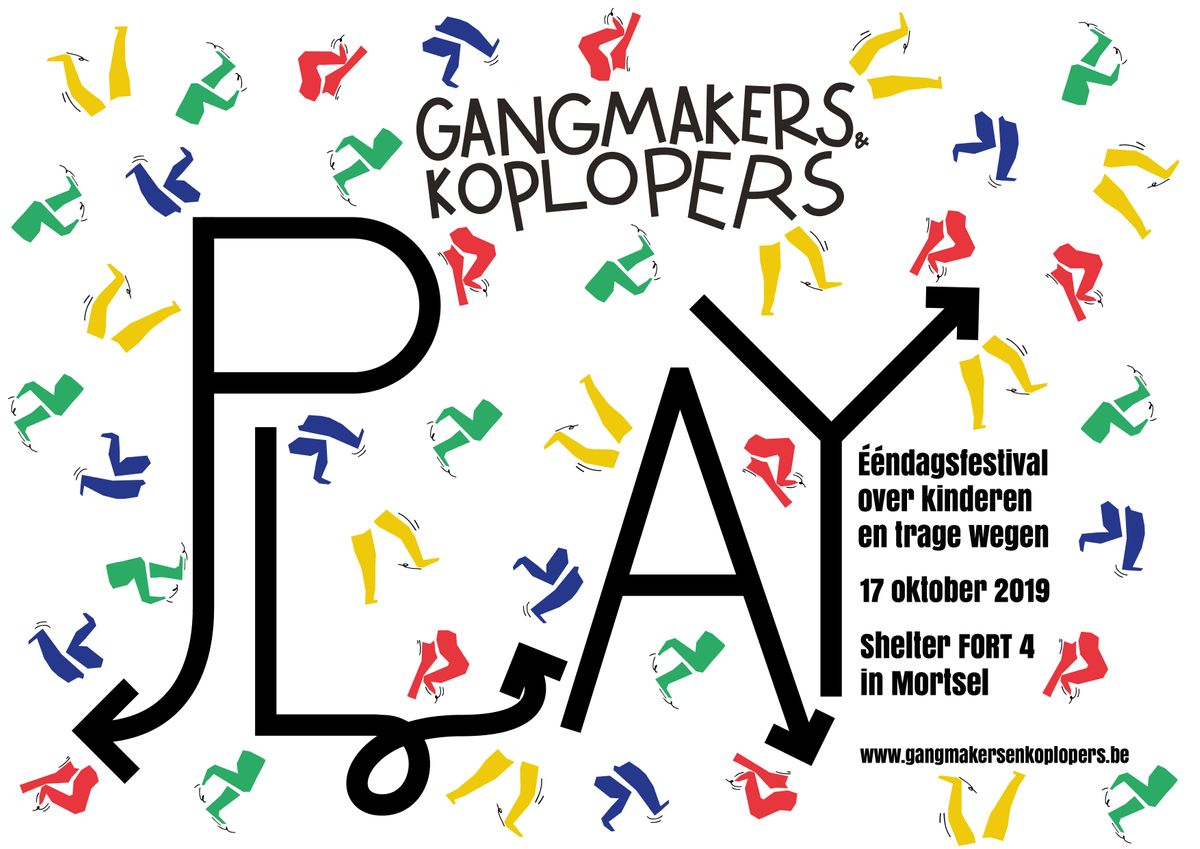 GANGMAKERS &
KOPLOPERS
PLAY
Ééndagsfestival
over kinderen
en trage wegen
17 oktober 2019
Shelter FORT 4
in Mortsel
www.gangmakersenkoplopers.be